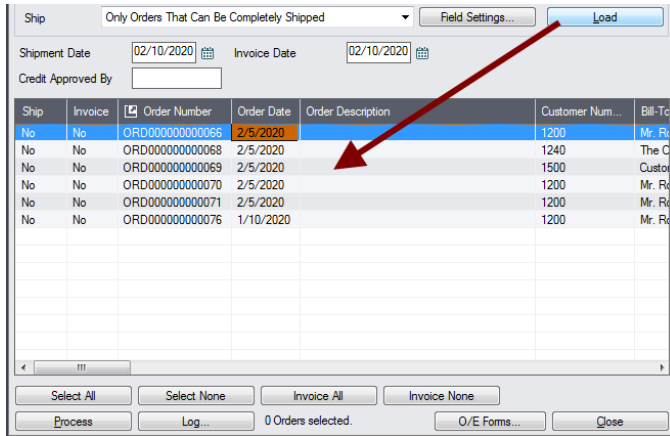 Ship Only Orders That Can Be Completely Shipped Field Settings... Load
Shipment Date 02/10/2020 Invoice Date 02/10/2020
Credit Approved By
Ship Invoice Order Number Order Date Order Description Customer Num... Bill-To
No No ORD000000000066 2/5/2020 1200 Mr. Ro
No No ORD000000000068 2/5/2020 1240 The C
No No ORD000000000069 2/5/2020 1500 Custo
No No ORD000000000070 2/5/2020 1200 Mr. Ro
No No ORD000000000071 2/5/2020 1200 Mr. Ro
No No ORD000000000076 1/10/2020 1200 Mr. Ro
Select All Select None Invoice All Invoice None
Process Log... 0 Orders selected. O/E Forms... Close